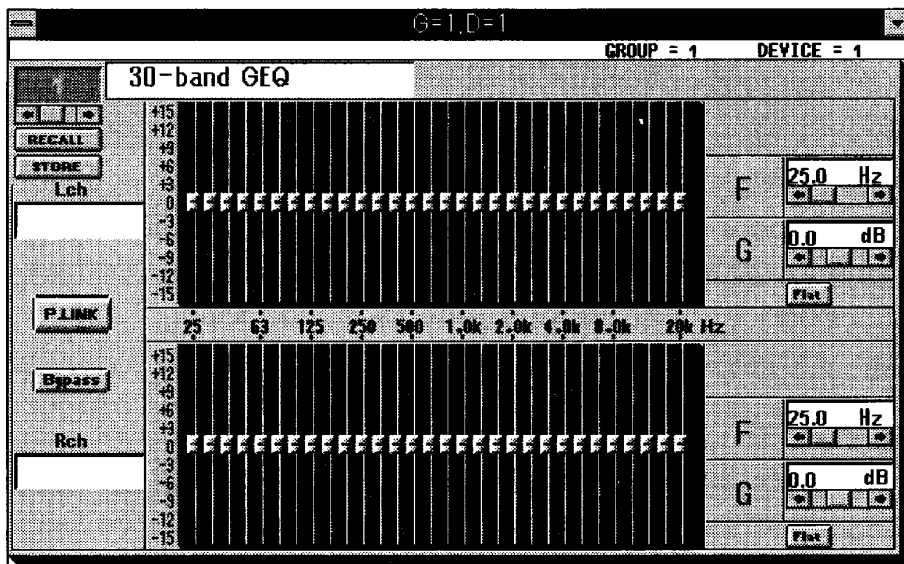 G=1,D=1
GROUP = 1 DEVICE = 1
1
30-band GEQ
RECALL
STORE
Lch
+15
+12
+9
+6
+3
0
-3
-6
-9
-12
-15
F
25.0 Hz
G
0.0 dB
Flat
P.LINK
25 63 125 250 500 1.0k 2.0k 4.0k 8.0k 20k Hz
Bypass
Rch
+15
+12
+9
+6
+3
0
-3
-6
-9
-12
-15
F
25.0 Hz
G
0.0 dB
Flat